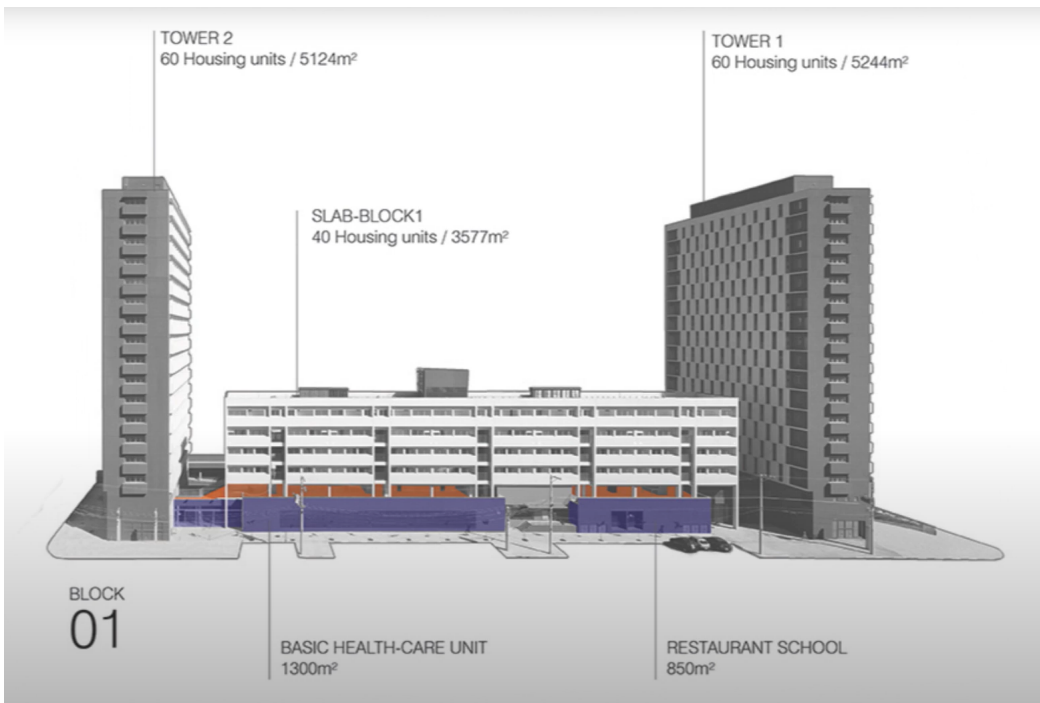 TOWER 2
60 Housing units / 5124m²
TOWER 1
60 Housing units / 5244m²
SLAB-BLOCK1
40 Housing units / 3577m²
BLOCK
01
BASIC HEALTH-CARE UNIT
1300m²
RESTAURANT SCHOOL
850m²